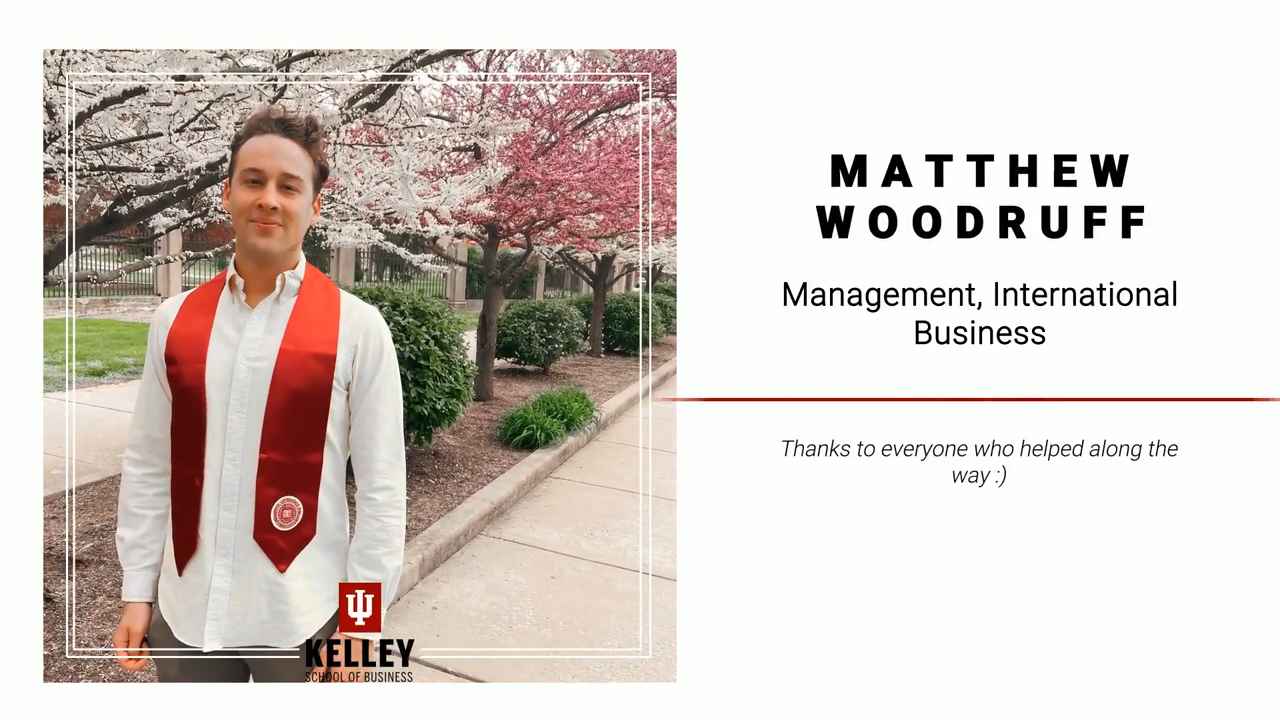 MATTHEW
WOODRUFF
Management, International
Business
Thanks to everyone who helped along the
way :)
KELLEY
SCHOOL OF BUSINESS